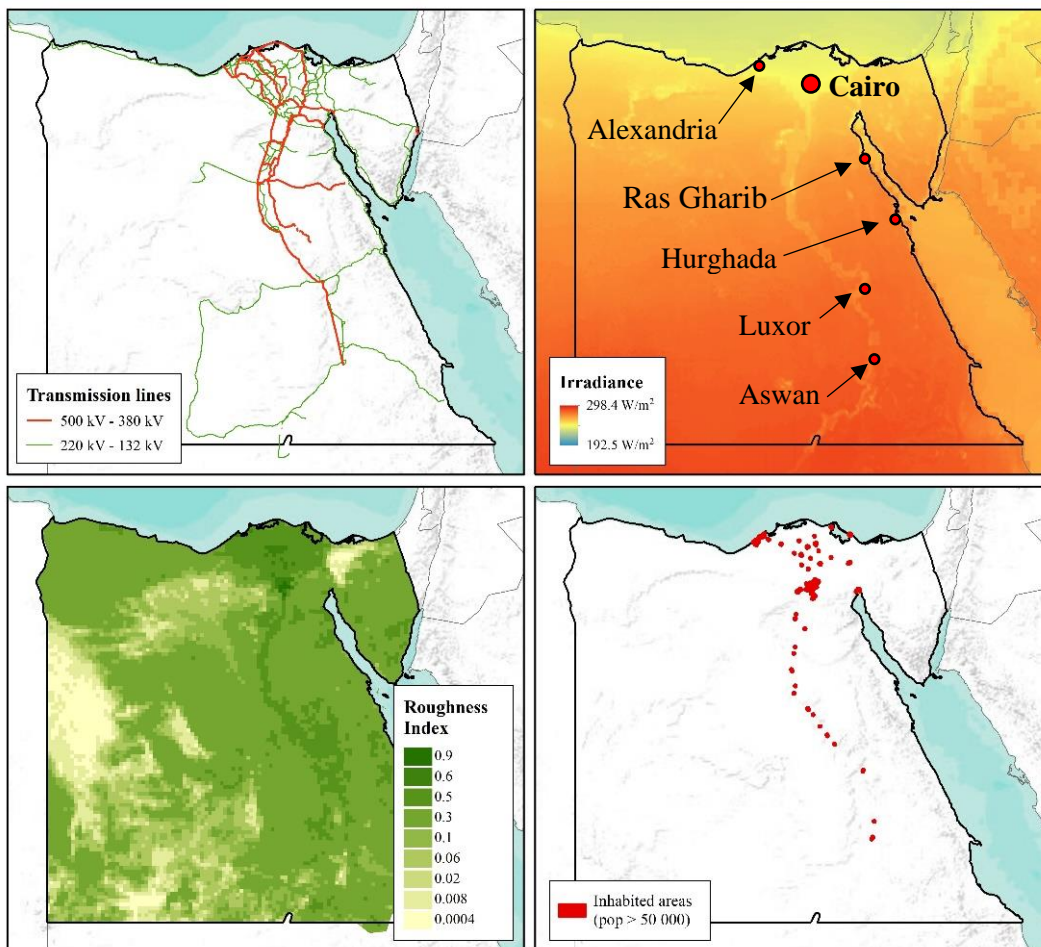 Transmission lines
500 kV - 380 kV
220 kV - 132 kV
Cairo
Alexandria
Ras Gharib
Hurghada
Luxor
Aswan
Irradiance
298.4 W/m²
192.5 W/m²
Roughness
Index
0.9
0.6
0.5
0.3
0.1
0.06
0.02
0.008
0.0004
Inhabited areas
(pop > 50 000)